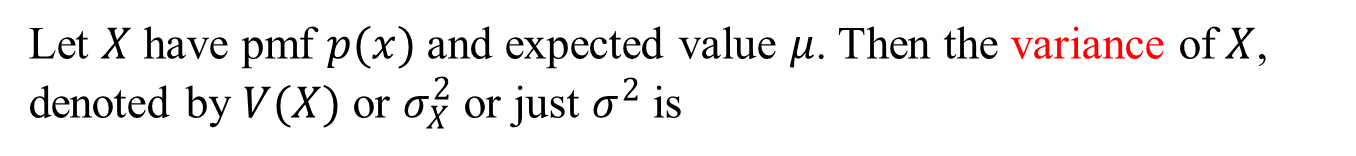 Let 𝑋 have pmf 𝑝(𝑥) and expected value 𝜇. Then the variance of 𝑋,
denoted by 𝑉(𝑋) or 𝜎²_𝑋 or just 𝜎² is